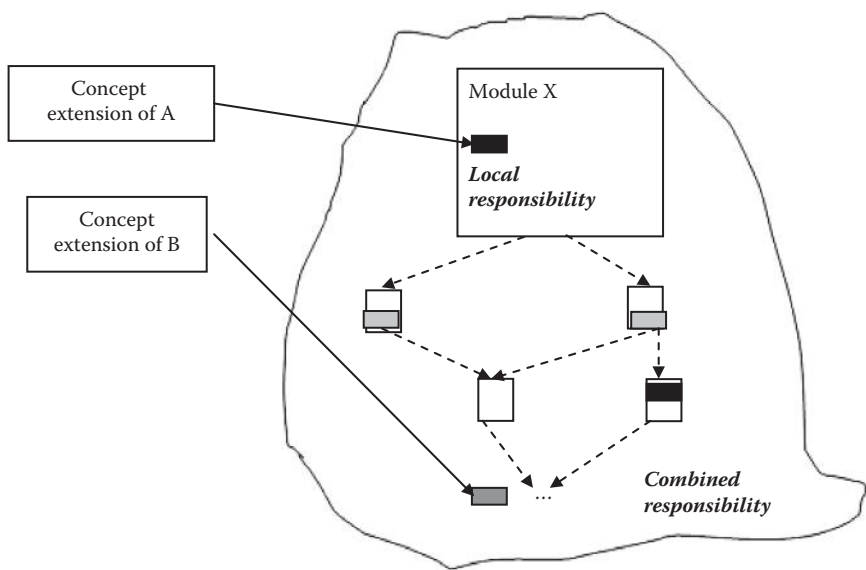 Concept
extension of A
Module X
Local
responsibility
Concept
extension of B
...
Combined
responsibility